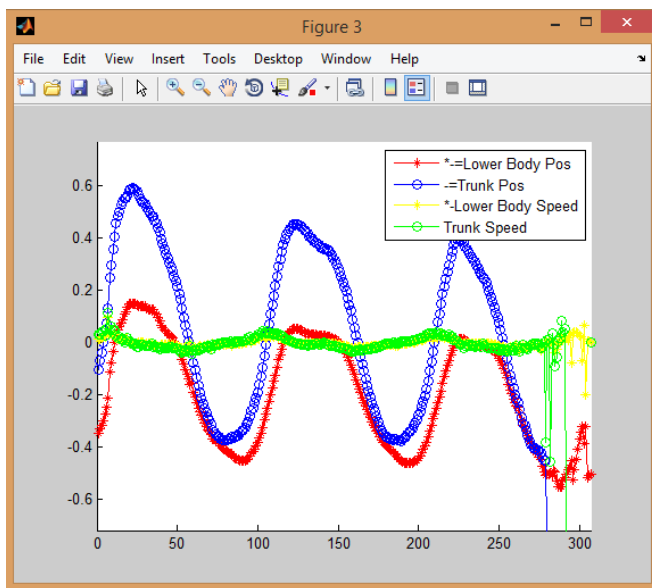 Figure 3
File Edit View Insert Tools Desktop Window Help
*-=Lower Body Pos
-=Trunk Pos
*-Lower Body Speed
Trunk Speed
0.6
0.4
0.2
0
-0.2
-0.4
-0.6
0 50 100 150 200 250 300